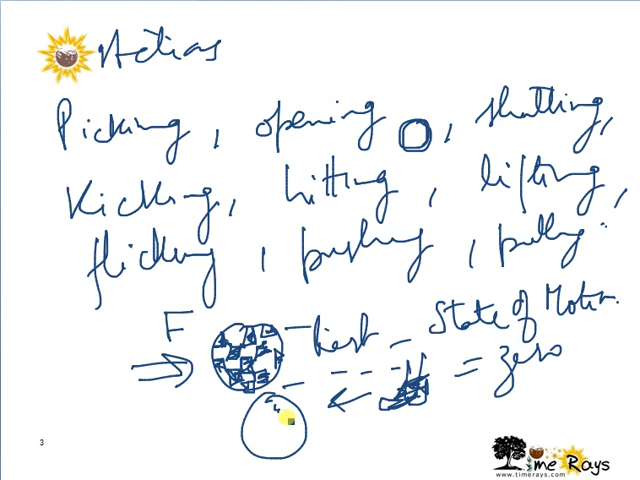 Actions
Picking, opening, shutting,
Kicking, hitting, lifting,
flicking, pushing, pulling.
F
Rest - State of Motion.
= zero
3
Time Rays
www.timerays.com